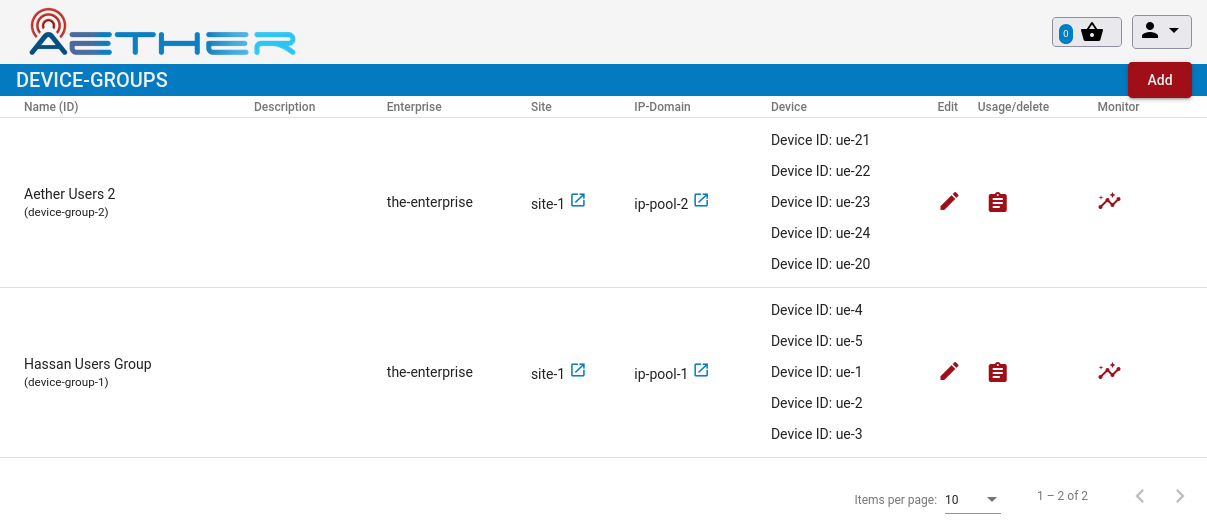 AETHER
0
DEVICE-GROUPS
Add
Name (ID) Description Enterprise Site IP-Domain Device Edit Usage/delete Monitor
Aether Users 2
(device-group-2)
the-enterprise
site-1
ip-pool-2
Device ID: ue-21
Device ID: ue-22
Device ID: ue-23
Device ID: ue-24
Device ID: ue-20
Hassan Users Group
(device-group-1)
the-enterprise
site-1
ip-pool-1
Device ID: ue-4
Device ID: ue-5
Device ID: ue-1
Device ID: ue-2
Device ID: ue-3
Items per page: 10 1 – 2 of 2